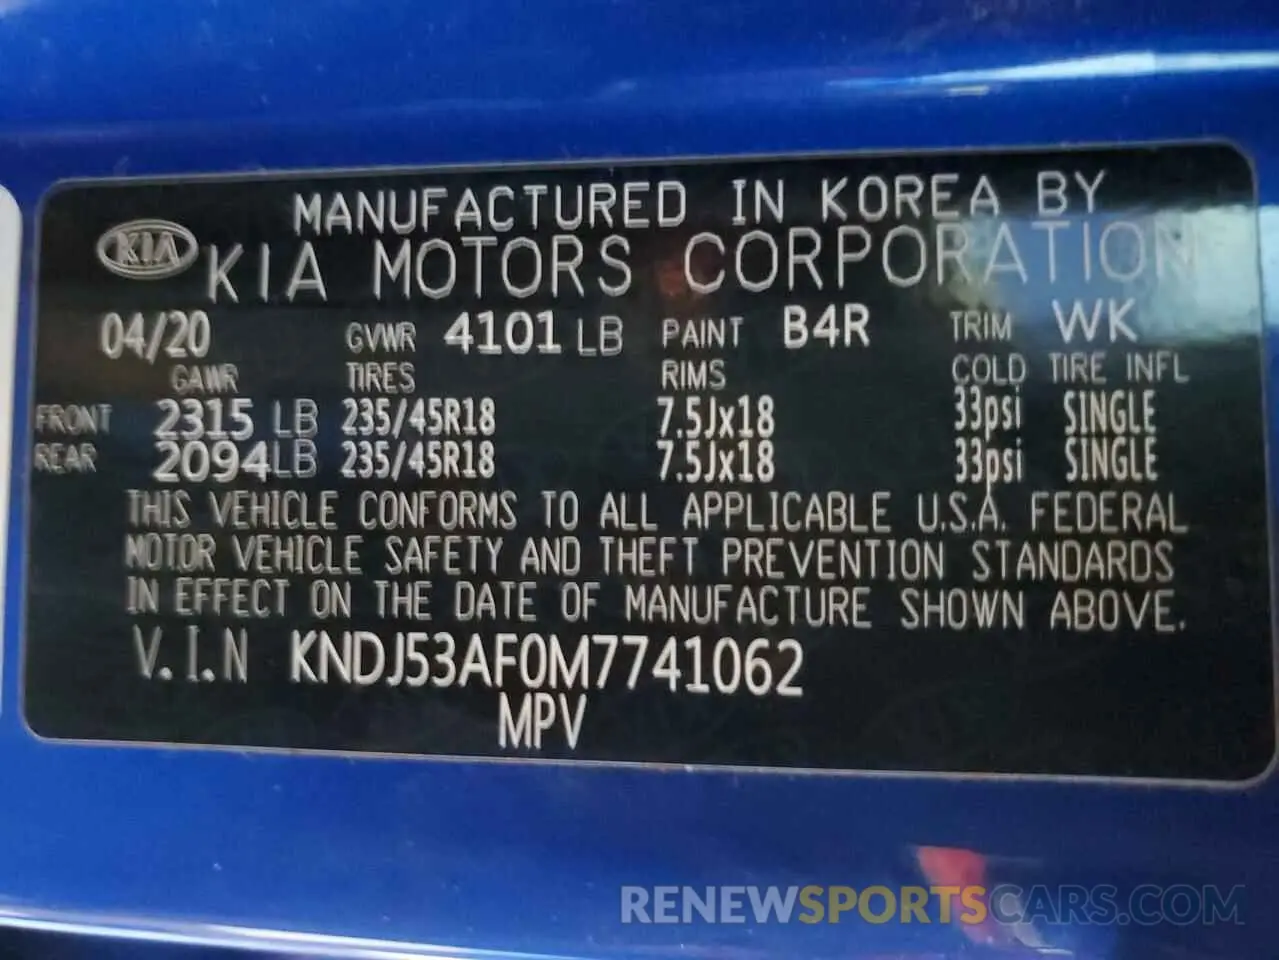 MANUFACTURED IN KOREA BY
KIA KIA MOTORS CORPORATION
04/20 GVWR 4101 LB PAINT B4R TRIM WK
GAWR TIRES RIMS COLD TIRE INFL
FRONT 2315 LB 235/45R18 7.5Jx18 33psi SINGLE
REAR 2094LB 235/45R18 7.5Jx18 33psi SINGLE
THIS VEHICLE CONFORMS TO ALL APPLICABLE U.S.A. FEDERAL
MOTOR VEHICLE SAFETY AND THEFT PREVENTION STANDARDS
IN EFFECT ON THE DATE OF MANUFACTURE SHOWN ABOVE.
V.I.N KNDJ53AF0M7741062
MPV
RENEWSPORTSCARS.COM